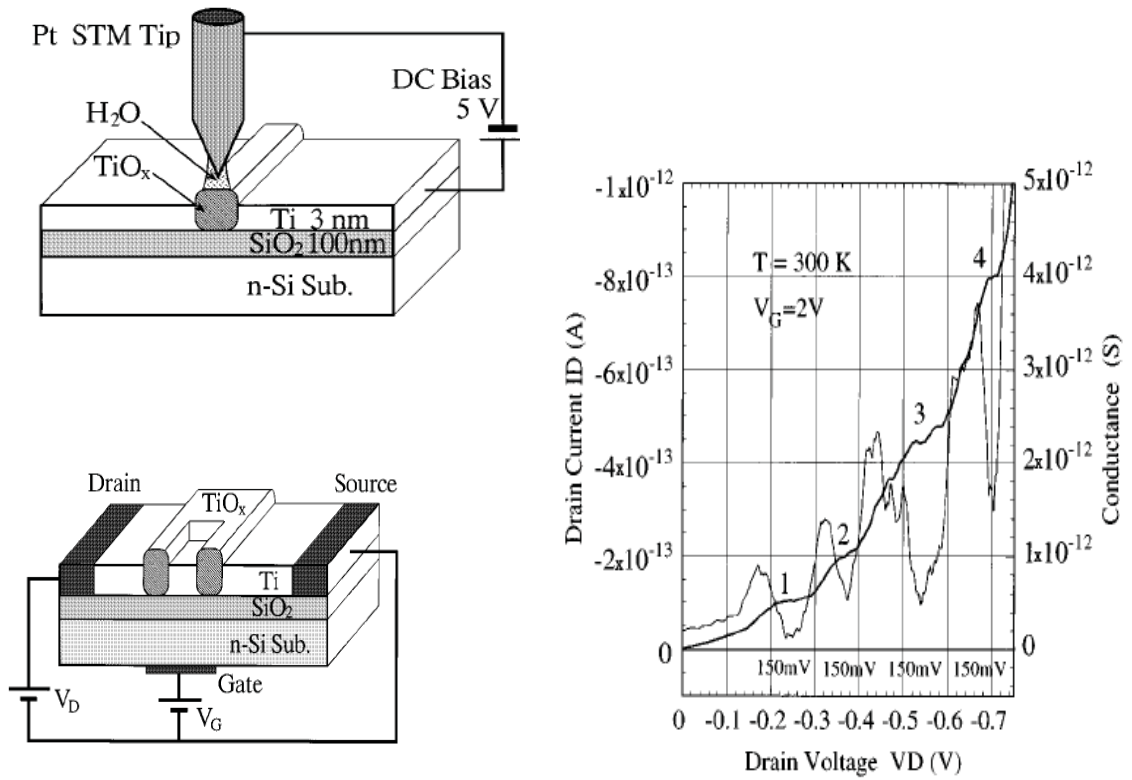 Pt STM Tip
DC Bias
5 V
H₂O
TiOₓ
Ti 3 nm
SiO₂ 100nm
n-Si Sub.
Drain
TiOₓ
Source
Ti
SiO₂
n-Si Sub.
Gate
V_D
V_G
Drain Current ID (A)
-1x10⁻¹²
-8x10⁻¹³
-6x10⁻¹³
-4x10⁻¹³
-2x10⁻¹³
0
T = 300 K
V_G=2V
1
2
3
4
150mV 150mV 150mV 150mV
5x10⁻¹²
4x10⁻¹²
3x10⁻¹²
2x10⁻¹²
1x10⁻¹²
0
Conductance (S)
0 -0.1 -0.2 -0.3 -0.4 -0.5 -0.6 -0.7
Drain Voltage VD (V)